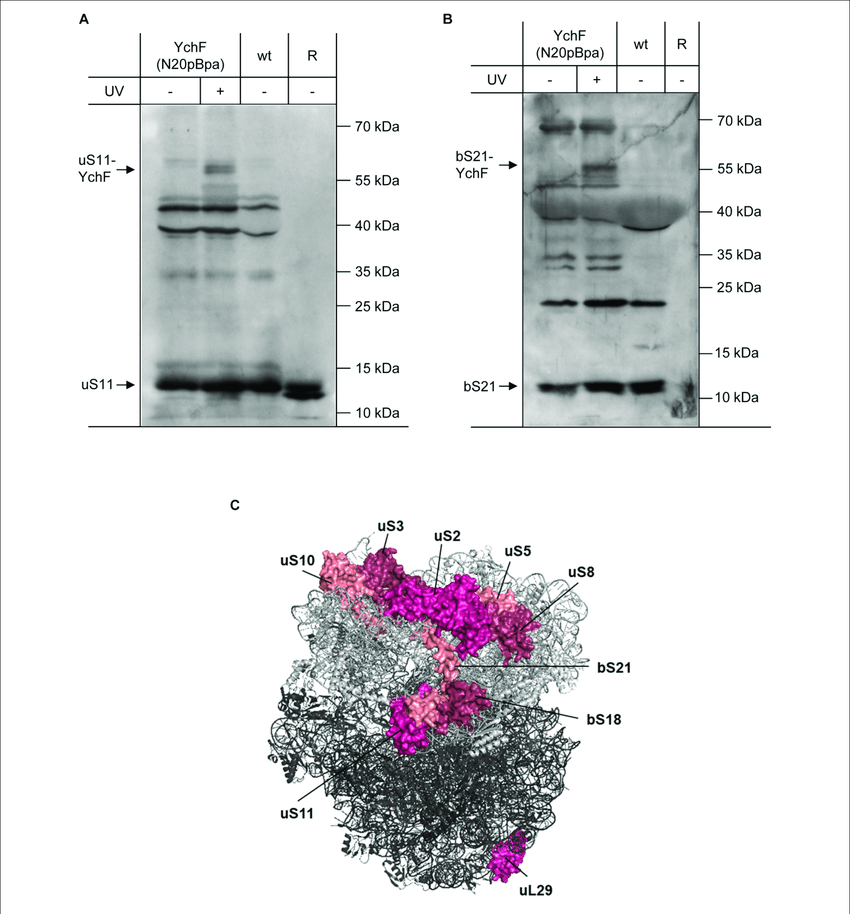 A
YchF
(N20pBpa)
wt
R
UV
-
+
-
-
uS11-
YchF
uS11
70 kDa
55 kDa
40 kDa
35 kDa
25 kDa
15 kDa
10 kDa
B
YchF
(N20pBpa)
wt
R
UV
-
+
-
-
bS21-
YchF
bS21
70 kDa
55 kDa
40 kDa
35 kDa
25 kDa
15 kDa
10 kDa
C
uS3
uS2
uS10
uS5
uS8
bS21
bS18
uS11
uL29